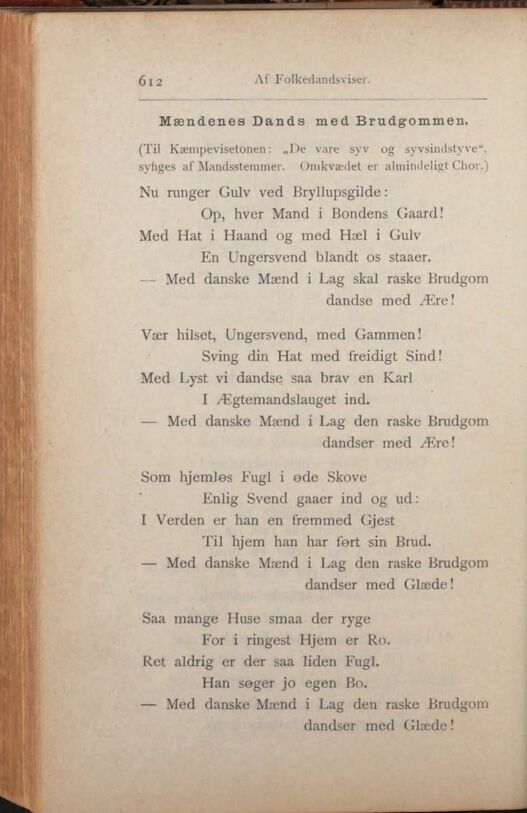 612
Af Folkedandsviser.
Mændenes Dands med Brudgommen.
(Til Kæmpevisetonen: „De vare syv og syvsindstyve“,
synges af Mandsstemmer. Omkvædet er almindeligt Chor.)
Nu runger Gulv ved Bryllupsgilde:
Op, hver Mand i Bondens Gaard!
Med Hat i Haand og med Hæl i Gulv
En Ungersvend blandt os staaer.
— Med danske Mænd i Lag skal raske Brudgom
dandse med Ære!
Vær hilset, Ungersvend, med Gammen!
Sving din Hat med freidigt Sind!
Med Lyst vi dandse saa brav en Karl
I Ægtemandslauget ind.
— Med danske Mænd i Lag den raske Brudgom
dandser med Ære!
Som hjemløs Fugl i øde Skove
Enlig Svend gaaer ind og ud:
I Verden er han en fremmed Gjest
Til hjem han har ført sin Brud.
— Med danske Mænd i Lag den raske Brudgom
dandser med Glæde!
Saa mange Huse smaa der ryge
For i ringest Hjem er Ro.
Ret aldrig er der saa liden Fugl.
Han søger jo egen Bo.
— Med danske Mænd i Lag den raske Brudgom
dandser med Glæde!